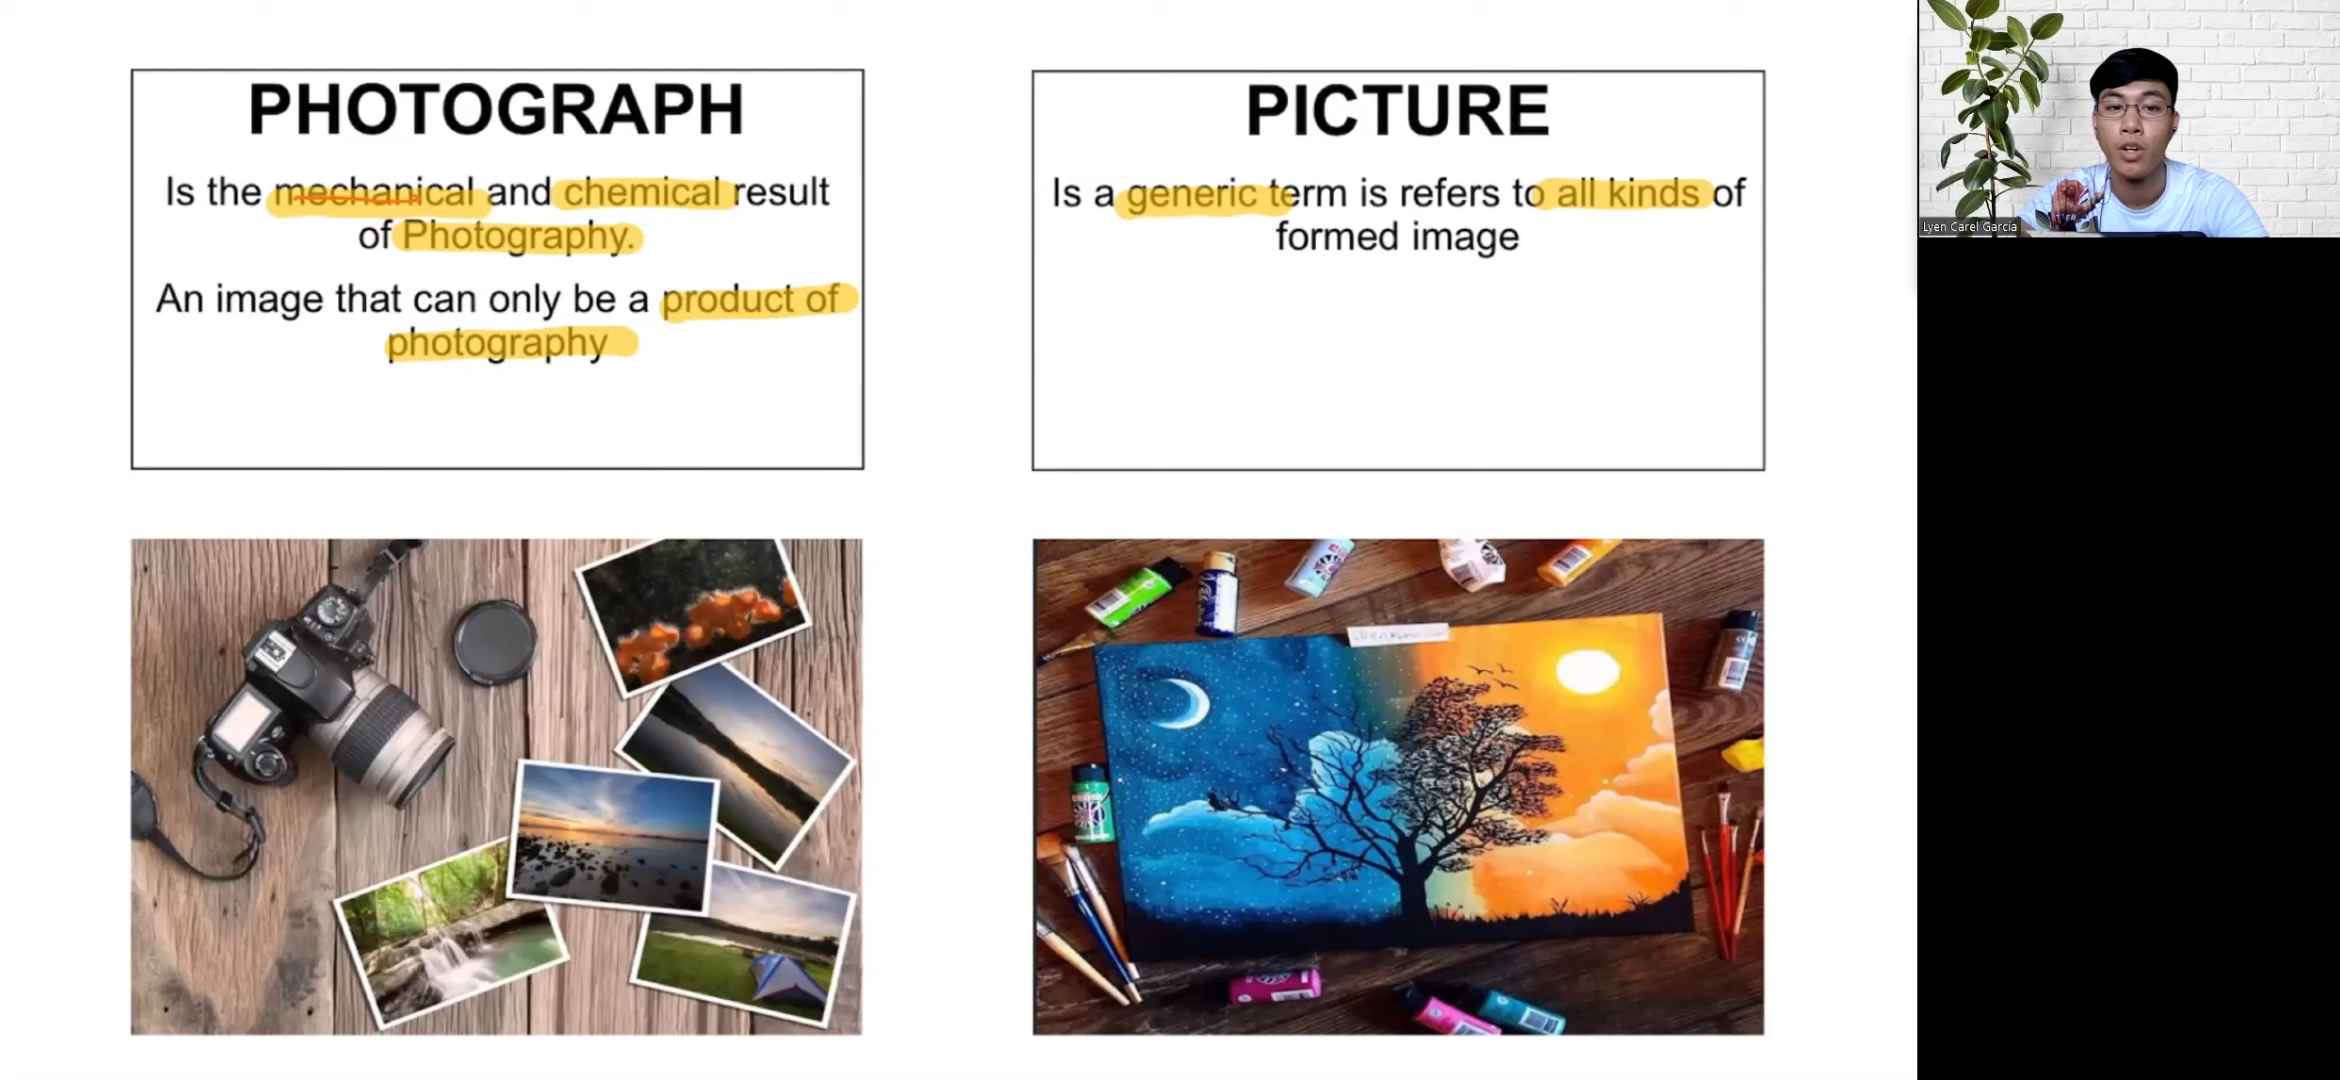 PHOTOGRAPH
Is the mechanical and chemical result
of Photography.
An image that can only be a product of
photography
PICTURE
Is a generic term is refers to all kinds of
formed image
Lyen Carel Garcia